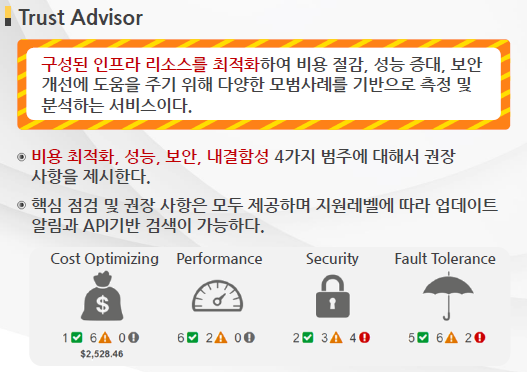 Trust Advisor
구성된 인프라 리소스를 최적화하여 비용 절감, 성능 증대, 보안
개선에 도움을 주기 위해 다양한 모범사례를 기반으로 측정 및
분석하는 서비스이다.
비용 최적화, 성능, 보안, 내결함성 4가지 범주에 대해서 권장
사항을 제시한다.
핵심 점검 및 권장 사항은 모두 제공하며 지원레벨에 따라 업데이트
알림과 API기반 검색이 가능하다.
Cost Optimizing Performance Security Fault Tolerance
$
1 6 0 6 2 0 2 3 4 5 6 2
$2,528.46